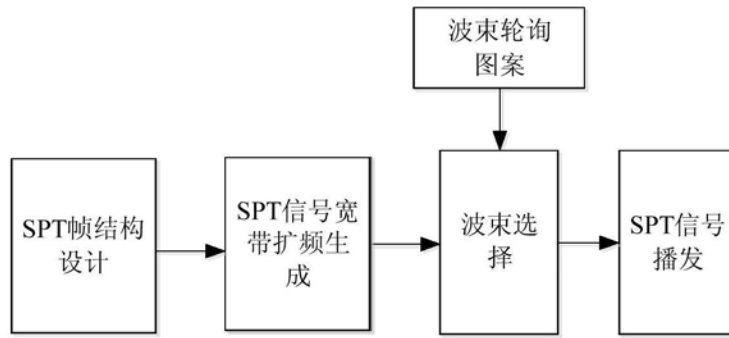 波束轮询
图案
SPT帧结构
设计
SPT信号宽
带扩频生
成
波束选
择
SPT信号
播发